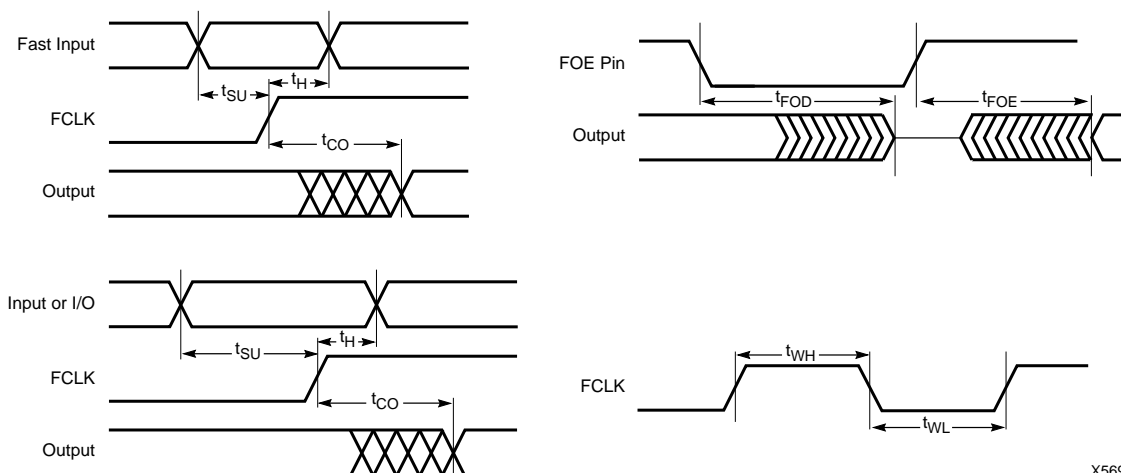 Fast Input
tSU
tH
FCLK
tCO
Output
FOE Pin
tFOD
tFOE
Output
Input or I/O
tSU
tH
FCLK
tCO
Output
tWH
FCLK
tWL
X569